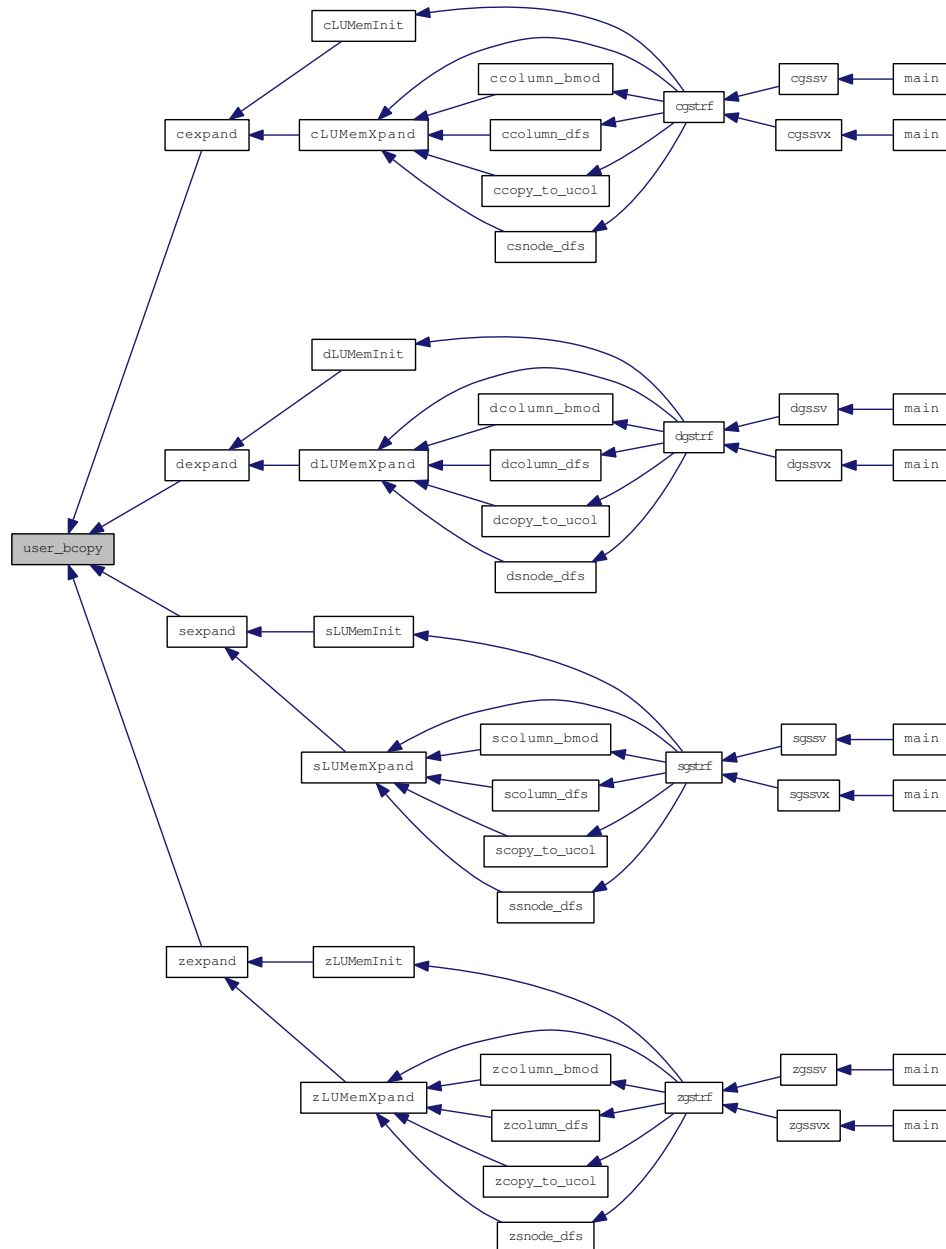 cLUMemInit
ccolumn_bmod
cgssv
main
cexpand
cLUMemXpand
ccolumn_dfs
cgstrf
cgssvx
main
ccopy_to_ucol
csnode_dfs
dLUMemInit
dcolumn_bmod
dgssv
main
dexpand
dLUMemXpand
dcolumn_dfs
dgstrf
dgssvx
main
dcopy_to_ucol
user_bcopy
dsnode_dfs
sexpand
sLUMemInit
scolumn_bmod
sgssv
main
sLUMemXpand
scolumn_dfs
sgstrf
sgssvx
main
scopy_to_ucol
ssnode_dfs
zexpand
zLUMemInit
zcolumn_bmod
zgssv
main
zLUMemXpand
zcolumn_dfs
zgstrf
zgssvx
main
zcopy_to_ucol
zsnode_dfs